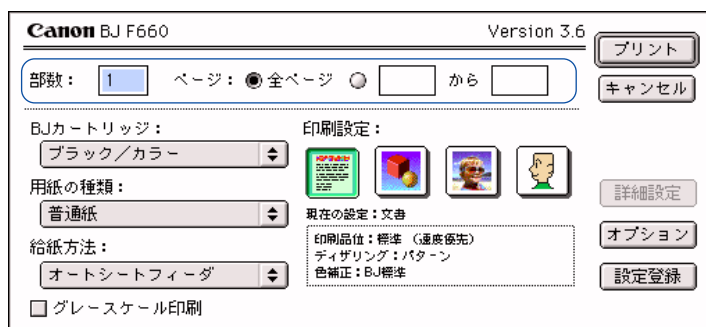 Canon BJ F660 Version 3.6
プリント
部数： 1 ページ： 全ページ から
キャンセル
BJカートリッジ：
ブラック／カラー
用紙の種類：
普通紙
給紙方法：
オートシートフィーダ
グレースケール印刷
印刷設定：
現在の設定：文書
印刷品位：標準 （速度優先）
ディザリング：パターン
色補正：BJ標準
詳細設定
オプション
設定登録